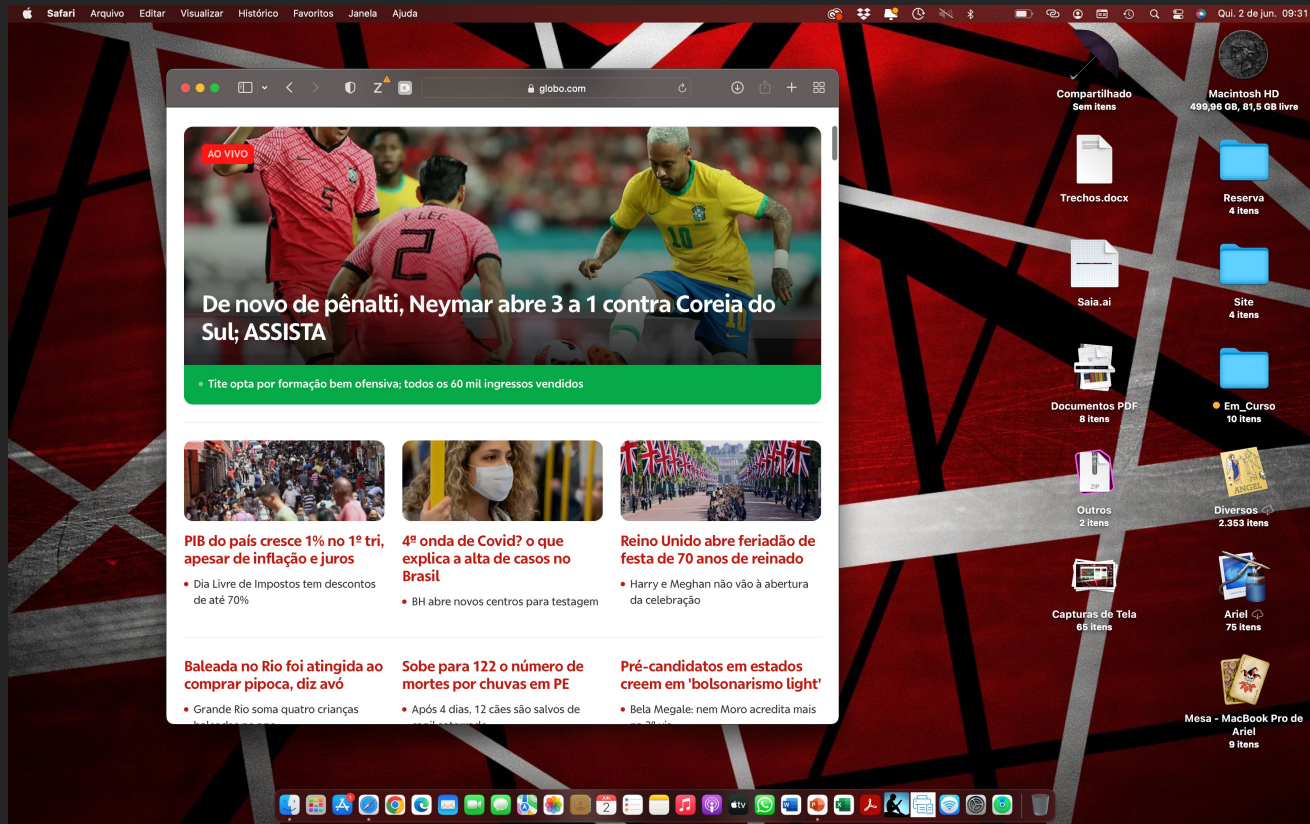 Safari Arquivo Editar Visualizar Histórico Favoritos Janela Ajuda
Qui. 2 de jun. 09:31
globo.com
AO VIVO
5
Y LEE
2
10
10
De novo de pênalti, Neymar abre 3 a 1 contra Coreia do
Sul; ASSISTA
Tite opta por formação bem ofensiva; todos os 60 mil ingressos vendidos
PIB do país cresce 1% no 1º tri,
apesar de inflação e juros
Dia Livre de Impostos tem descontos
de até 70%
4ª onda de Covid? o que
explica a alta de casos no
Brasil
BH abre novos centros para testagem
Reino Unido abre feriadão de
festa de 70 anos de reinado
Harry e Meghan não vão à abertura
da celebração
Baleada no Rio foi atingida ao
comprar pipoca, diz avó
Grande Rio soma quatro crianças
Sobe para 122 o número de
mortes por chuvas em PE
Após 4 dias, 12 cães são salvos de
Pré-candidatos em estados
creem em 'bolsonarismo light'
Bela Megale: nem Moro acredita mais
Compartilhado
Sem itens
Macintosh HD
499,96 GB, 81,5 GB livre
Trechos.docx
Reserva
4 itens
Saia.ai
Site
4 itens
Documentos PDF
8 itens
Em_Curso
10 itens
ZIP
Outros
2 itens
ANGEL
Diversos
2.353 itens
Capturas de Tela
65 itens
Ariel
75 itens
Mesa - MacBook Pro de
Ariel
9 itens
2
tv